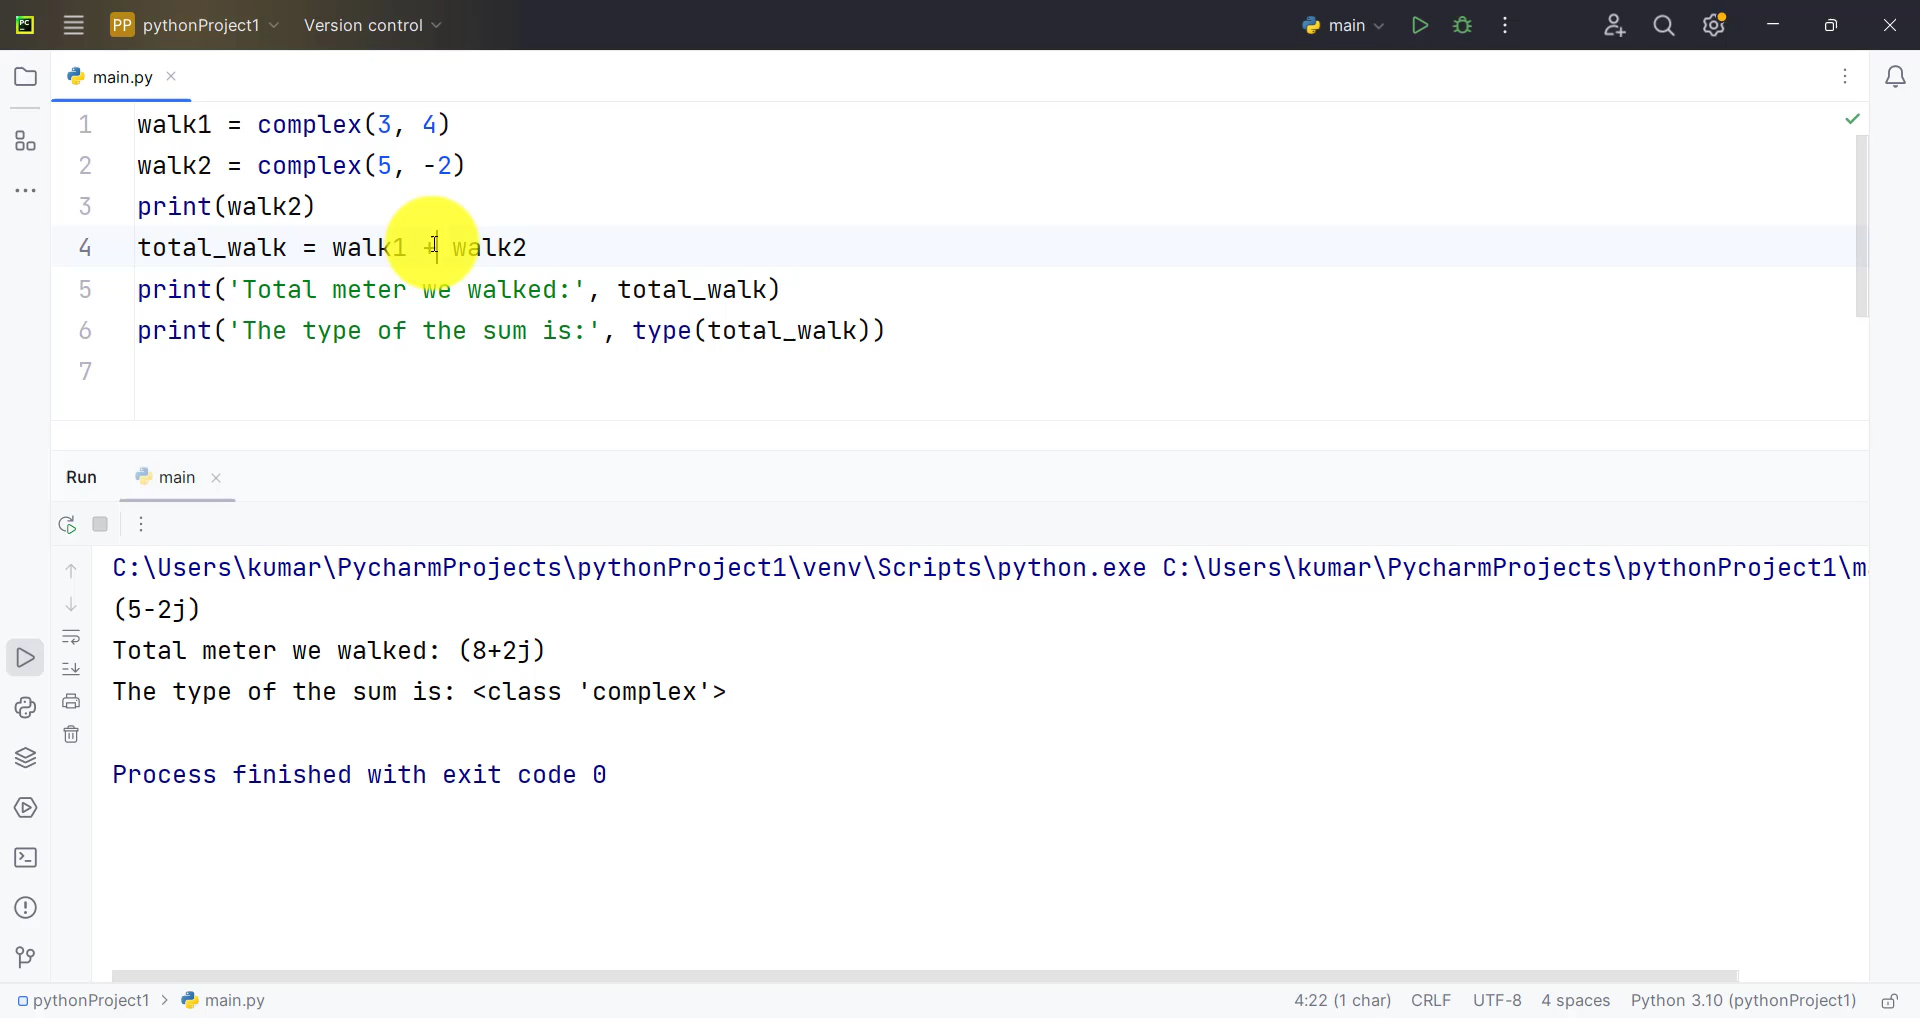 PC PP pythonProject1 Version control main
main.py
1 walk1 = complex(3, 4)
2 walk2 = complex(5, -2)
3 print(walk2)
4 total_walk = walk1 + walk2
5 print('Total meter we walked:', total_walk)
6 print('The type of the sum is:', type(total_walk))
7
Run main
C:\Users\kumar\PycharmProjects\pythonProject1\venv\Scripts\python.exe C:\Users\kumar\PycharmProjects\pythonProject1\m
(5-2j)
Total meter we walked: (8+2j)
The type of the sum is: <class 'complex'>
Process finished with exit code 0
pythonProject1 > main.py 4:22 (1 char) CRLF UTF-8 4 spaces Python 3.10 (pythonProject1)